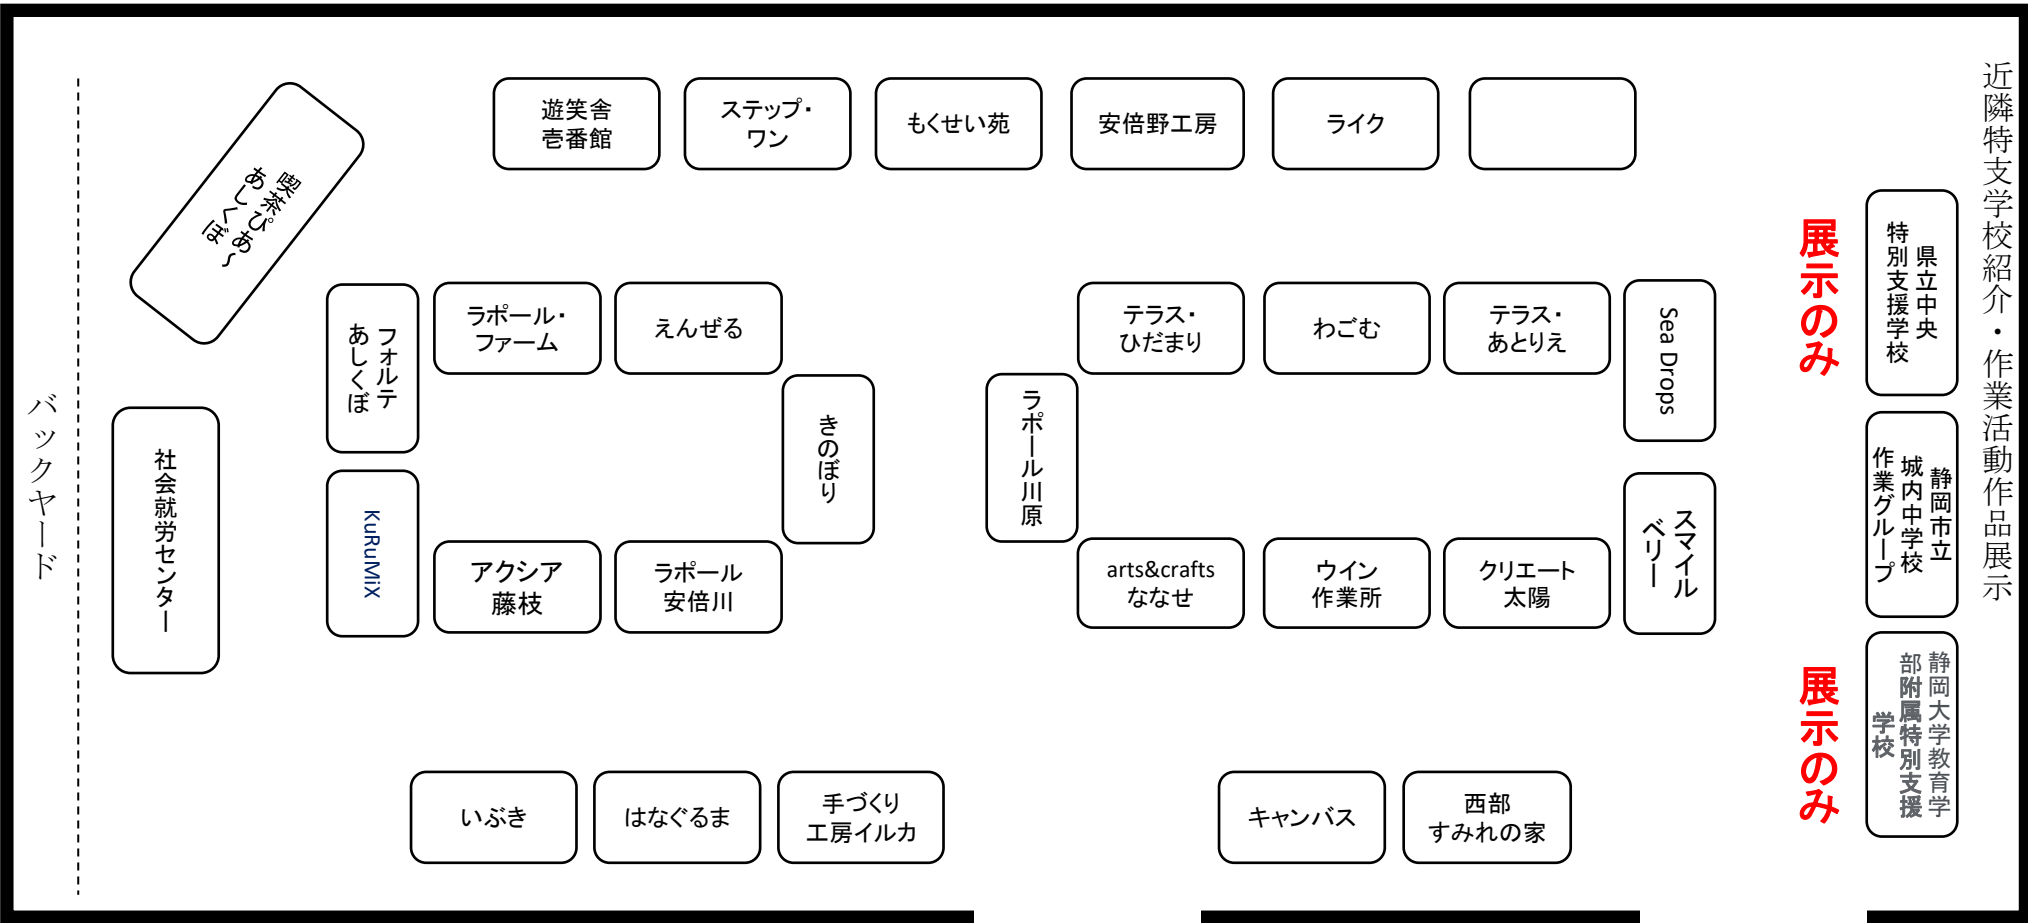 遊笑舎
壱番館
ステップ・
ワン
もくせい苑
安倍野工房
ライク
近隣特支学校紹介・作業活動作品展示
喫茶ぴあ～
あしくぼ
展示のみ
県立中央
特別支援学校
フォルテ
あしくぼ
ラポール・
ファーム
えんぜる
テラス・
ひだまり
わごむ
テラス・
あとりえ
Sea Drops
きのぼり
ラポール川原
バックヤード
社会就労センター
KuRuMiX
アクシア
藤枝
ラポール
安倍川
arts&crafts
ななせ
ウイン
作業所
クリエート
太陽
スマイル
ベリー
静岡市立
城内中学校
作業グループ
展示のみ
静岡大学教育学
部附属特別支援
学校
いぶき
はなぐるま
手づくり
工房イルカ
キャンバス
西部
すみれの家